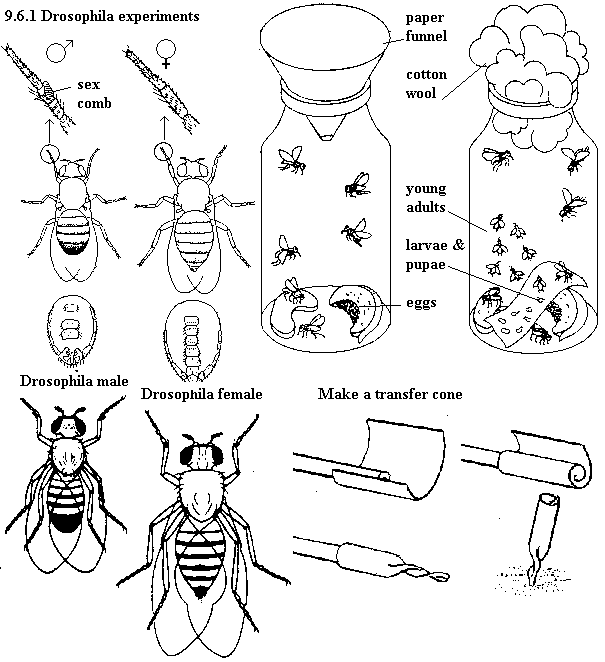 9.6.1 Drosophila experiments
♂
♀
sex
comb
paper
funnel
cotton
wool
young
adults
larvae &
pupae
eggs
Drosophila male
Drosophila female
Make a transfer cone